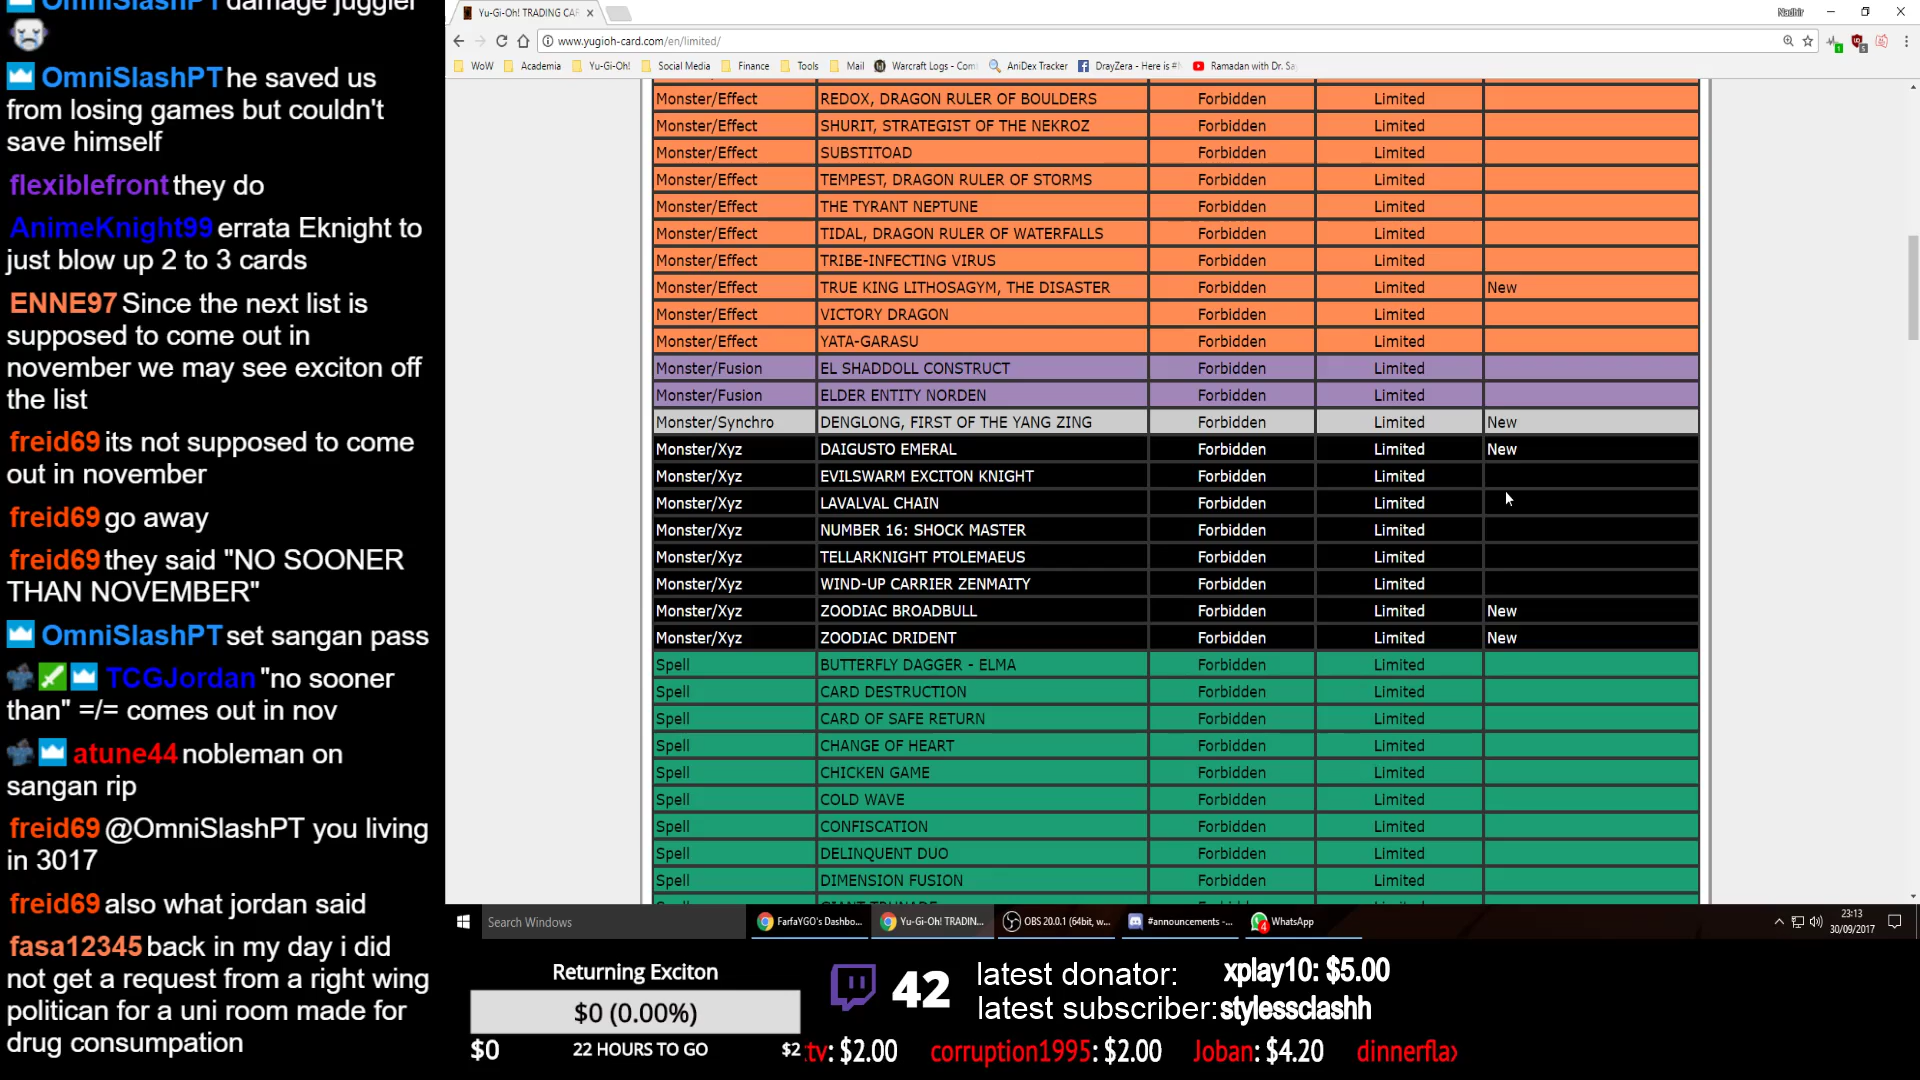 OmniSlashPT damage juggler
OmniSlashPT he saved us
from losing games but couldn't
save himself
flexiblefront they do
AnimeKnight99 errata Eknight to
just blow up 2 to 3 cards
ENNE97 Since the next list is
supposed to come out in
november we may see exciton off
the list
freid69 its not supposed to come
out in november
freid69 go away
freid69 they said "NO SOONER
THAN NOVEMBER"
OmniSlashPT set sangan pass
TCGJordan "no sooner
than" =/= comes out in nov
atune44 nobleman on
sangan rip
freid69 @OmniSlashPT you living
in 3017
freid69 also what jordan said
fasa12345 back in my day i did
not get a request from a right wing
politican for a uni room made for
drug consumpation
Yu-Gi-Oh! TRADING CAR
Nadhir
www.yugioh-card.com/en/limited/
WoW Academia Yu-Gi-Oh! Social Media Finance Tools Mail Warcraft Logs - Com AniDex Tracker DrayZera - Here is #1 Ramadan with Dr. Sa
Monster/Effect REDOX, DRAGON RULER OF BOULDERS Forbidden Limited
Monster/Effect SHURIT, STRATEGIST OF THE NEKROZ Forbidden Limited
Monster/Effect SUBSTITOAD Forbidden Limited
Monster/Effect TEMPEST, DRAGON RULER OF STORMS Forbidden Limited
Monster/Effect THE TYRANT NEPTUNE Forbidden Limited
Monster/Effect TIDAL, DRAGON RULER OF WATERFALLS Forbidden Limited
Monster/Effect TRIBE-INFECTING VIRUS Forbidden Limited
Monster/Effect TRUE KING LITHOSAGYM, THE DISASTER Forbidden Limited New
Monster/Effect VICTORY DRAGON Forbidden Limited
Monster/Effect YATA-GARASU Forbidden Limited
Monster/Fusion EL SHADDOLL CONSTRUCT Forbidden Limited
Monster/Fusion ELDER ENTITY NORDEN Forbidden Limited
Monster/Synchro DENGLONG, FIRST OF THE YANG ZING Forbidden Limited New
Monster/Xyz DAIGUSTO EMERAL Forbidden Limited New
Monster/Xyz EVILSWARM EXCITON KNIGHT Forbidden Limited
Monster/Xyz LAVALVAL CHAIN Forbidden Limited
Monster/Xyz NUMBER 16: SHOCK MASTER Forbidden Limited
Monster/Xyz TELLARKNIGHT PTOLEMAEUS Forbidden Limited
Monster/Xyz WIND-UP CARRIER ZENMAITY Forbidden Limited
Monster/Xyz ZOODIAC BROADBULL Forbidden Limited New
Monster/Xyz ZOODIAC DRIDENT Forbidden Limited New
Spell BUTTERFLY DAGGER - ELMA Forbidden Limited
Spell CARD DESTRUCTION Forbidden Limited
Spell CARD OF SAFE RETURN Forbidden Limited
Spell CHANGE OF HEART Forbidden Limited
Spell CHICKEN GAME Forbidden Limited
Spell COLD WAVE Forbidden Limited
Spell CONFISCATION Forbidden Limited
Spell DELINQUENT DUO Forbidden Limited
Spell DIMENSION FUSION Forbidden Limited
Search Windows FarfaYGO's Dashbo... Yu-Gi-Oh! TRADIN... OBS 20.0.1 (64bit, w... #announcements -... 4 WhatsApp 23:13
30/09/2017
Returning Exciton
$0 (0.00%)
$0 22 HOURS TO GO $2
42
latest donator: xplay10: $5.00
latest subscriber: stylessclashh
tv: $2.00 corruption1995: $2.00 Joban: $4.20 dinnerflax